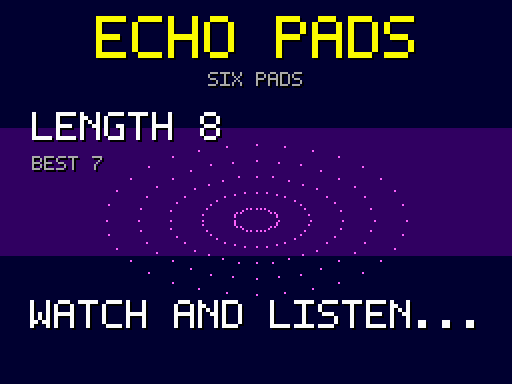 ECHO PADS
SIX PADS
LENGTH 8
BEST 7
WATCH AND LISTEN...